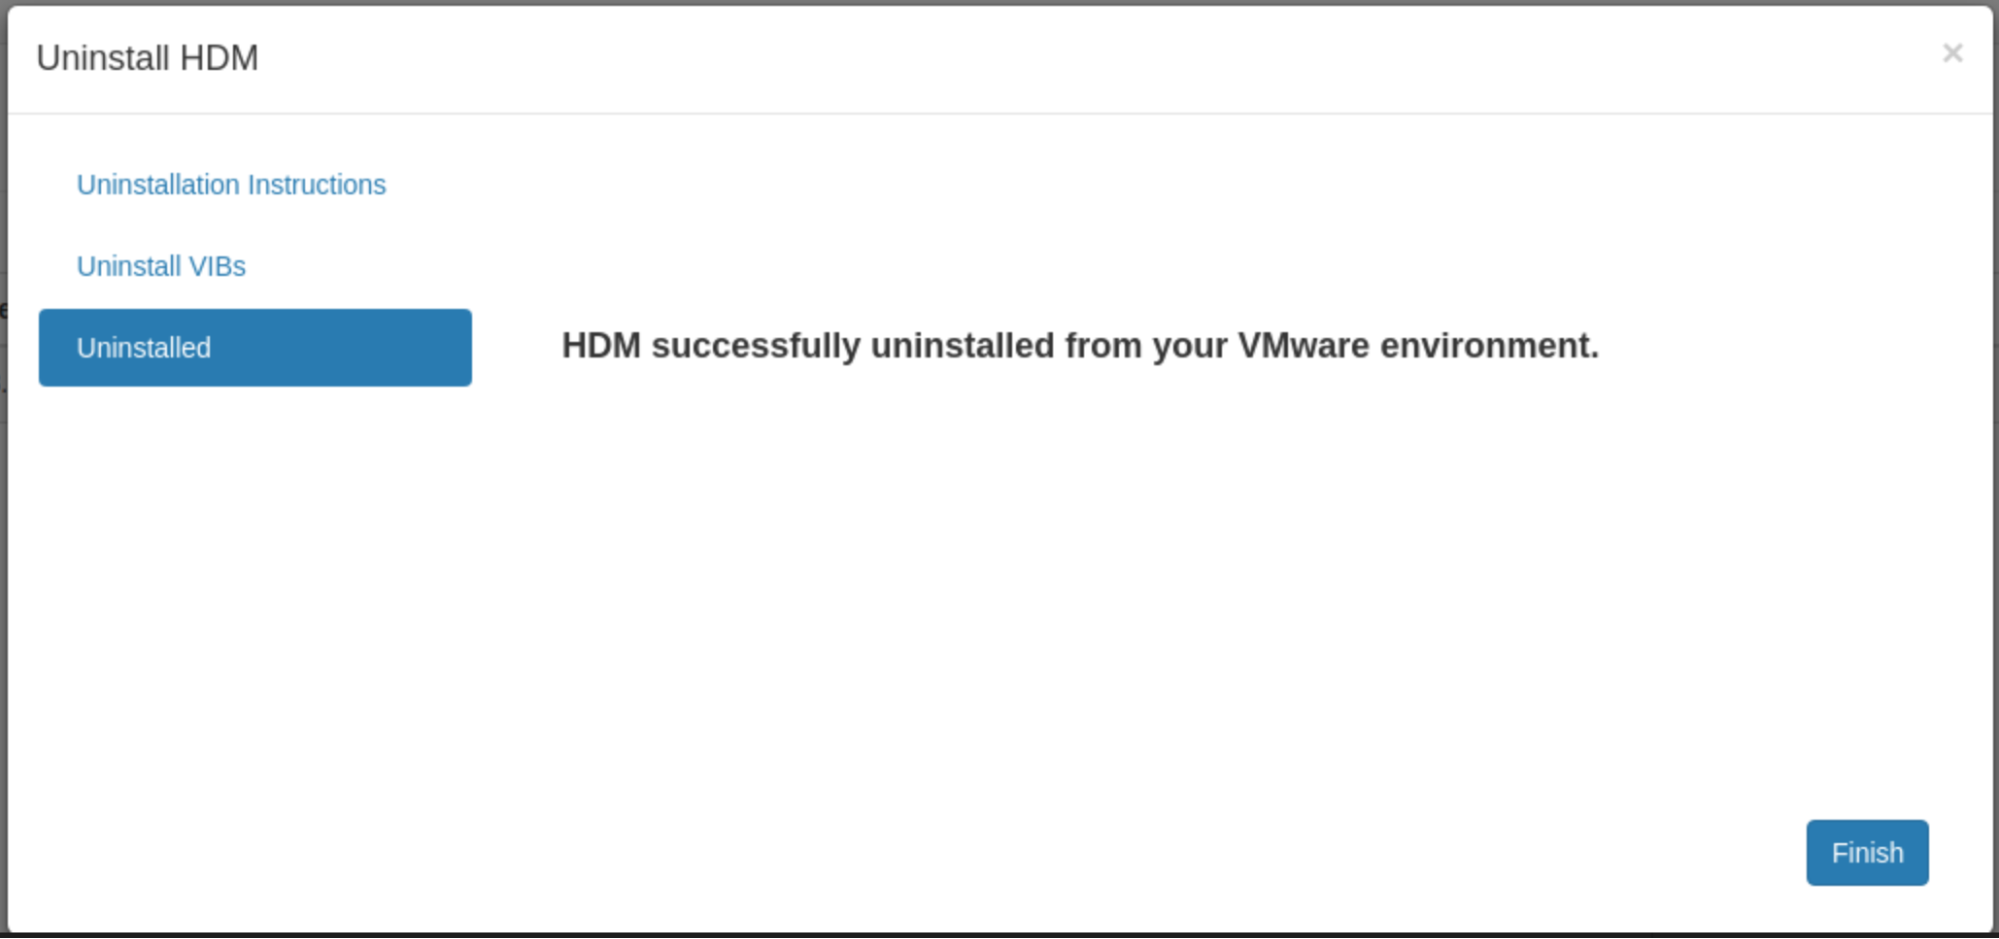 Uninstall HDM
×
Uninstallation Instructions
Uninstall VIBs
Uninstalled
HDM successfully uninstalled from your VMware environment.
Finish